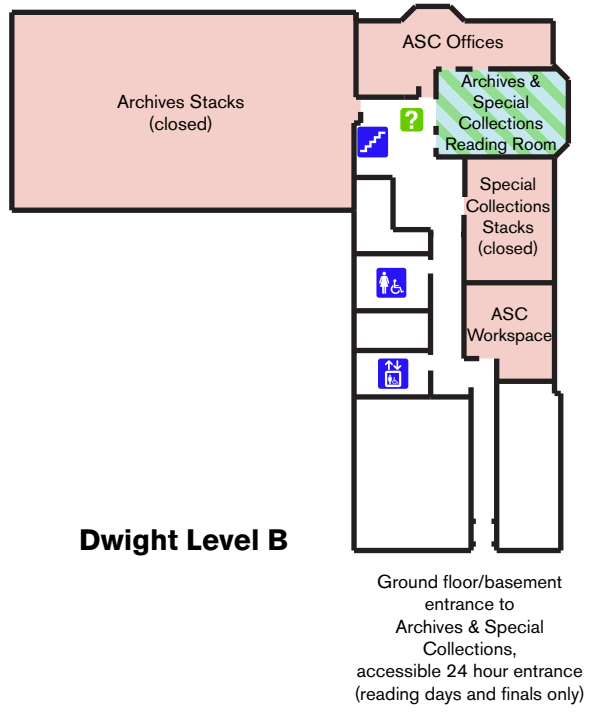 ASC Offices
Archives Stacks
(closed)
Archives &
Special
Collections
Reading Room
?
Special
Collections
Stacks
(closed)
ASC
Workspace
Dwight Level B
Ground floor/basement
entrance to
Archives & Special
Collections,
accessible 24 hour entrance
(reading days and finals only)